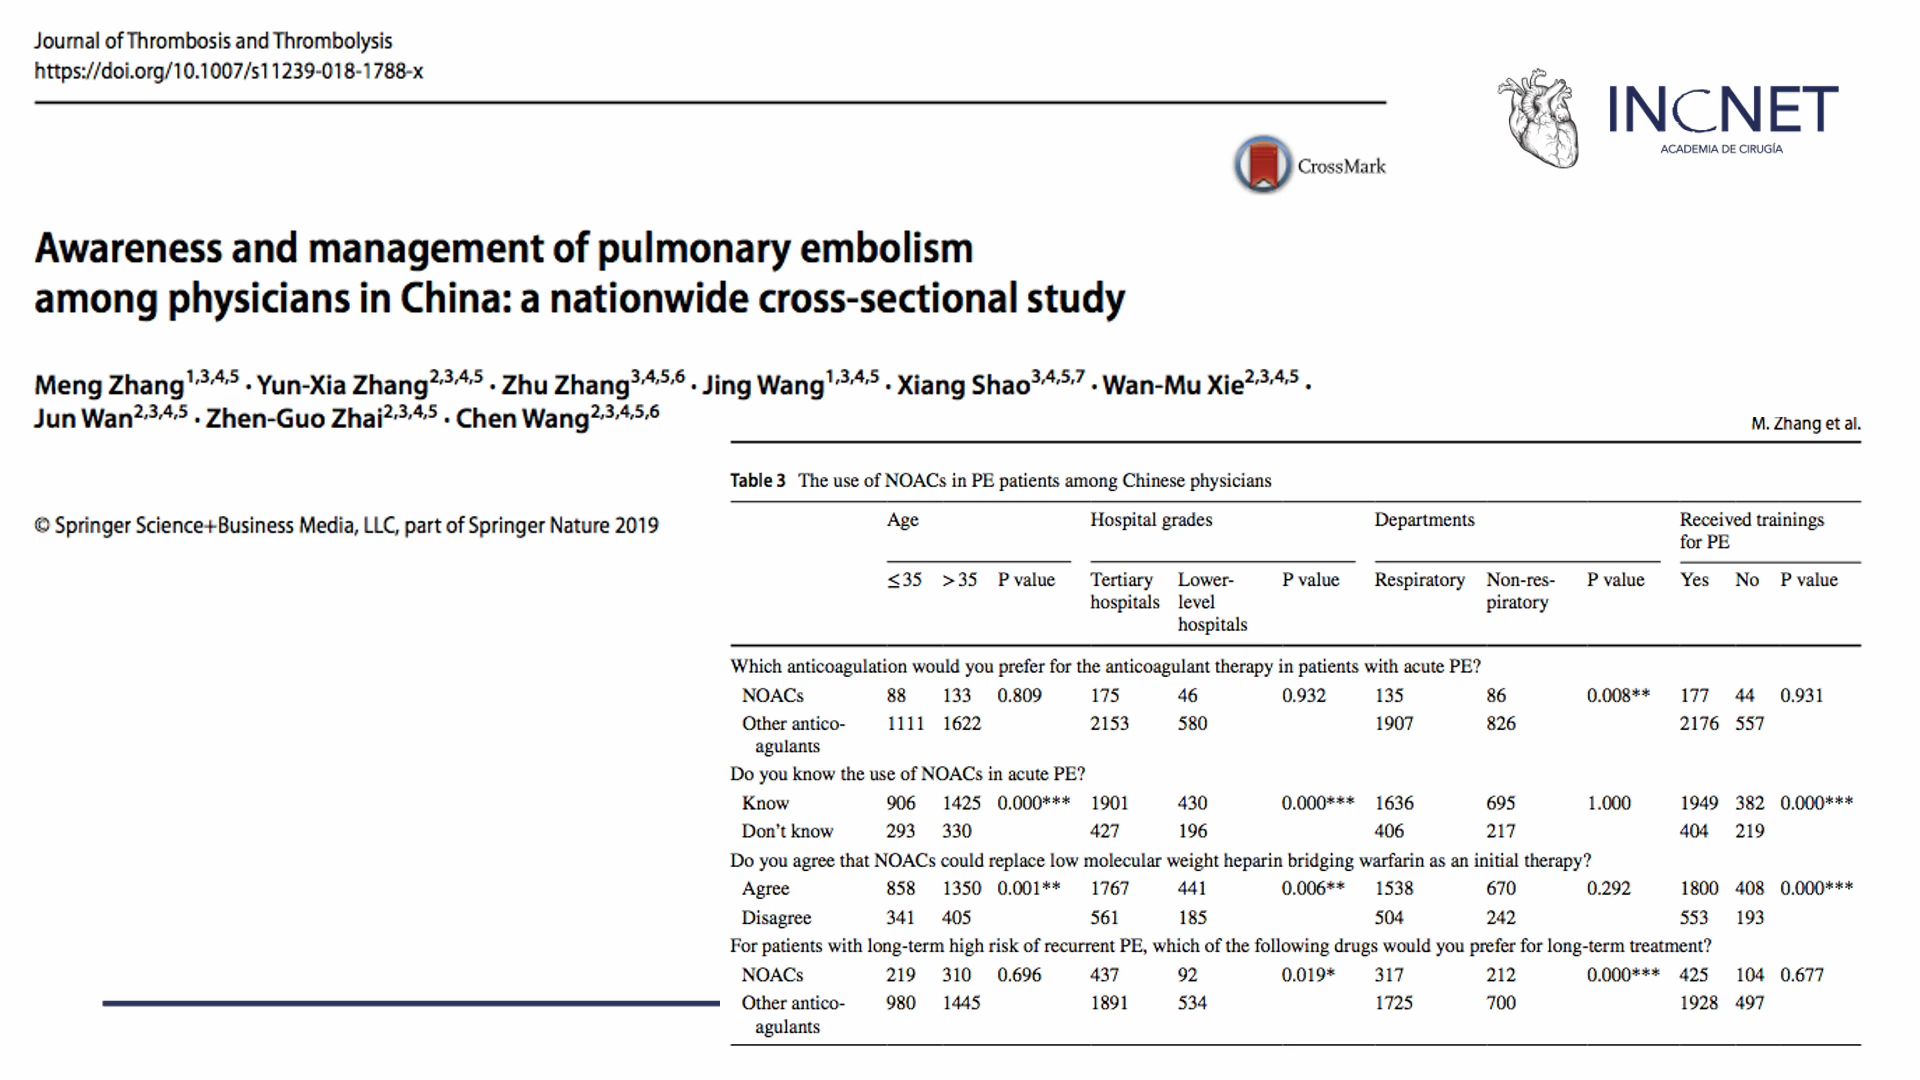 Journal of Thrombosis and Thrombolysis
https://doi.org/10.1007/s11239-018-1788-x
INCNET
ACADEMIA DE CIRUGÍA
CrossMark
Awareness and management of pulmonary embolism
among physicians in China: a nationwide cross-sectional study
Meng Zhang1,3,4,5 · Yun-Xia Zhang2,3,4,5 · Zhu Zhang3,4,5,6 · Jing Wang1,3,4,5 · Xiang Shao3,4,5,7 · Wan-Mu Xie2,3,4,5 ·
Jun Wan2,3,4,5 · Zhen-Guo Zhai2,3,4,5 · Chen Wang2,3,4,5,6
© Springer Science+Business Media, LLC, part of Springer Nature 2019
M. Zhang et al.
Table 3 The use of NOACs in PE patients among Chinese physicians
Age Hospital grades Departments Received trainings
for PE
≤35 >35 P value Tertiary Lower- P value Respiratory Non-res- P value Yes No P value
hospitals level piratory
hospitals
Which anticoagulation would you prefer for the anticoagulant therapy in patients with acute PE?
NOACs 88 133 0.809 175 46 0.932 135 86 0.008** 177 44 0.931
Other antico- 1111 1622 2153 580 1907 826 2176 557
agulants
Do you know the use of NOACs in acute PE?
Know 906 1425 0.000*** 1901 430 0.000*** 1636 695 1.000 1949 382 0.000***
Don't know 293 330 427 196 406 217 404 219
Do you agree that NOACs could replace low molecular weight heparin bridging warfarin as an initial therapy?
Agree 858 1350 0.001** 1767 441 0.006** 1538 670 0.292 1800 408 0.000***
Disagree 341 405 561 185 504 242 553 193
For patients with long-term high risk of recurrent PE, which of the following drugs would you prefer for long-term treatment?
NOACs 219 310 0.696 437 92 0.019* 317 212 0.000*** 425 104 0.677
Other antico- 980 1445 1891 534 1725 700 1928 497
agulants